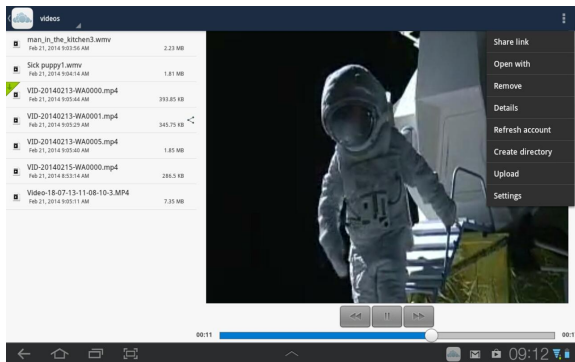 videos
man_in_the_kitchen3.wmv
Feb 21, 2014 9:03:56 AM 2.23 MB
Sick puppy1.wmv
Feb 21, 2014 9:04:14 AM 1.81 MB
VID-20140213-WA0000.mp4
Feb 21, 2014 9:05:44 AM 393.85 KB
VID-20140213-WA0001.mp4
Feb 21, 2014 9:05:29 AM 345.75 KB
VID-20140213-WA0005.mp4
Feb 21, 2014 9:05:40 AM 1.85 MB
VID-20140215-WA0000.mp4
Feb 21, 2014 8:53:14 AM 286.5 KB
Video-18-07-13-11-08-10-3.MP4
Feb 21, 2014 9:05:11 AM 7.35 MB
Share link
Open with
Remove
Details
Refresh account
Create directory
Upload
Settings
00:11
09:12